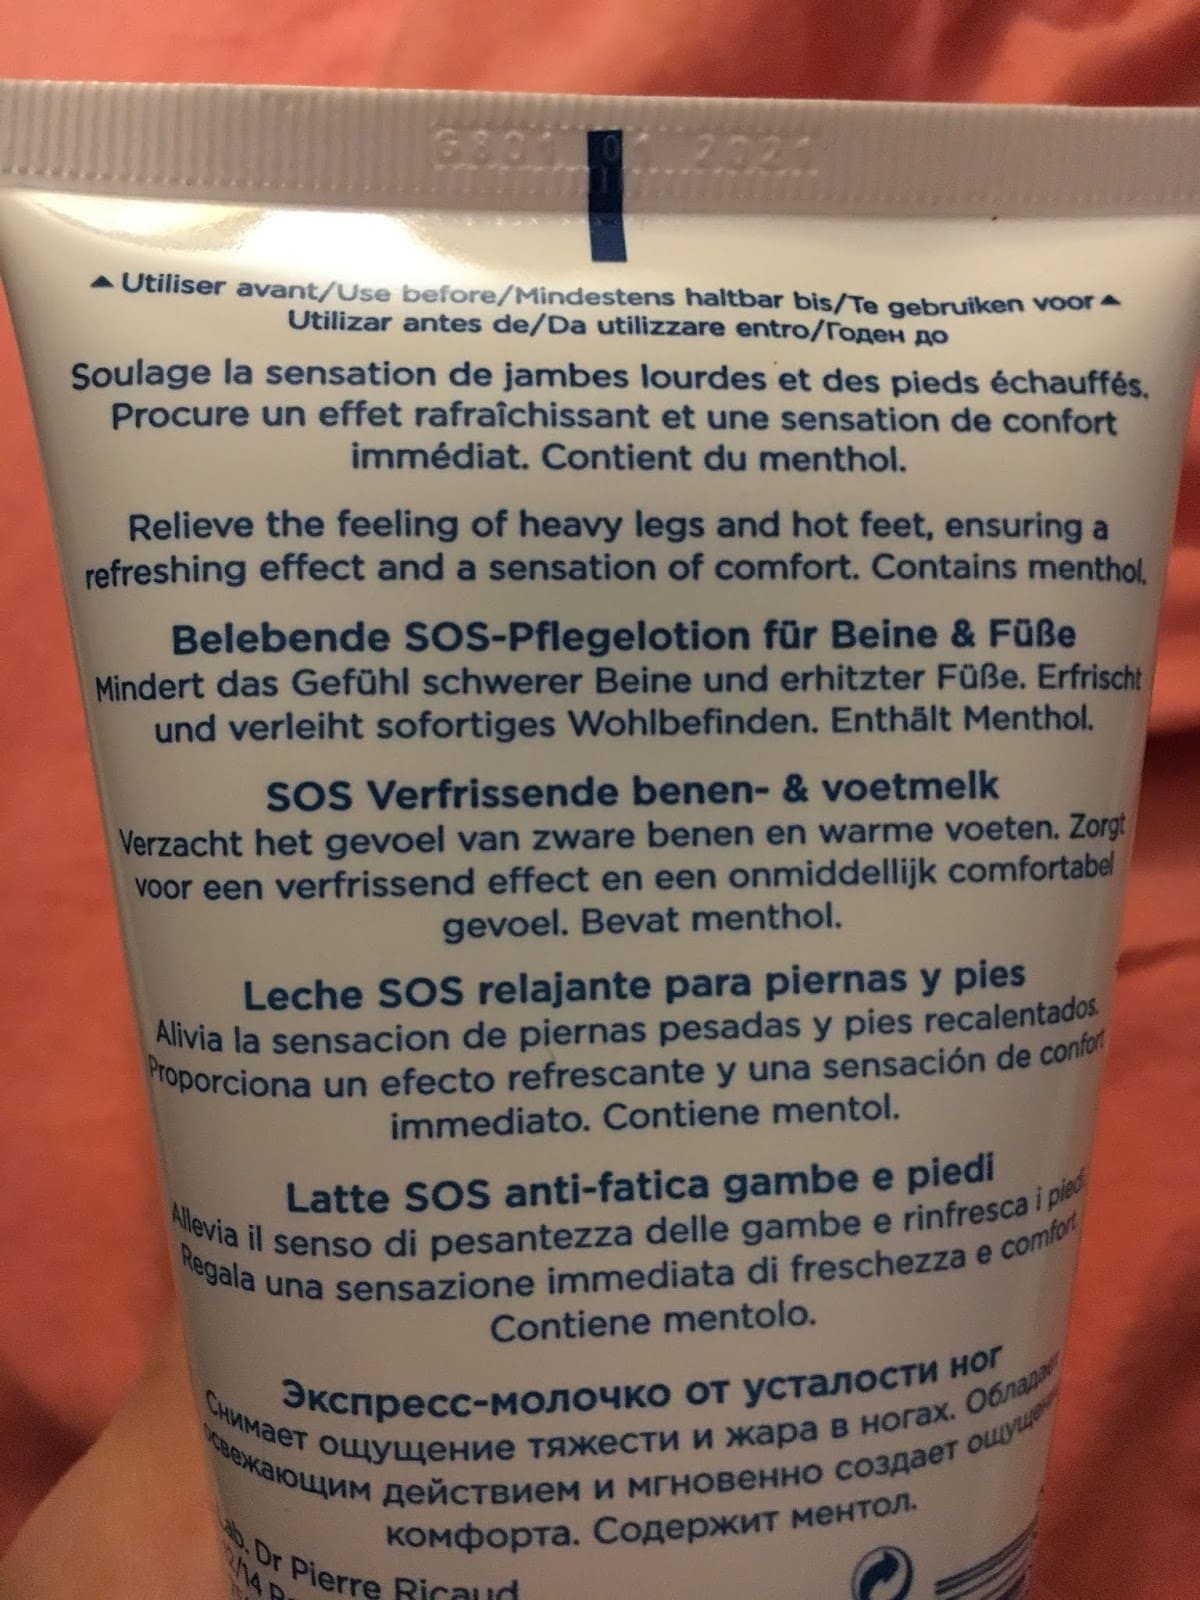 01 2021
▲ Utiliser avant/Use before/Mindestens haltbar bis/Te gebruiken voor ▲
Utilizar antes de/Da utilizzare entro/Годен до
Soulage la sensation de jambes lourdes et des pieds échauffés.
Procure un effet rafraîchissant et une sensation de confort
immédiat. Contient du menthol.
Relieve the feeling of heavy legs and hot feet, ensuring a
refreshing effect and a sensation of comfort. Contains menthol.
Belebende SOS-Pflegelotion für Beine & Füße
Mindert das Gefühl schwerer Beine und erhitzter Füße. Erfrischt
und verleiht sofortiges Wohlbefinden. Enthält Menthol.
SOS Verfrissende benen- & voetmelk
Verzacht het gevoel van zware benen en warme voeten. Zorgt
voor een verfrissend effect en een onmiddellijk comfortabel
gevoel. Bevat menthol.
Leche SOS relajante para piernas y pies
Alivia la sensacion de piernas pesadas y pies recalentados.
Proporciona un efecto refrescante y una sensación de confort
immediato. Contiene mentol.
Latte SOS anti-fatica gambe e piedi
Allevia il senso di pesantezza delle gambe e rinfresca i piedi
Regala una sensazione immediata di freschezza e comfort
Contiene mentolo.
Экспресс-молочко от усталости ног
Снимает ощущение тяжести и жара в ногах. Обладает
освежающим действием и мгновенно создает
комфорта. Содержит ментол.
Lab. Dr Pierre Ricaud
12/14